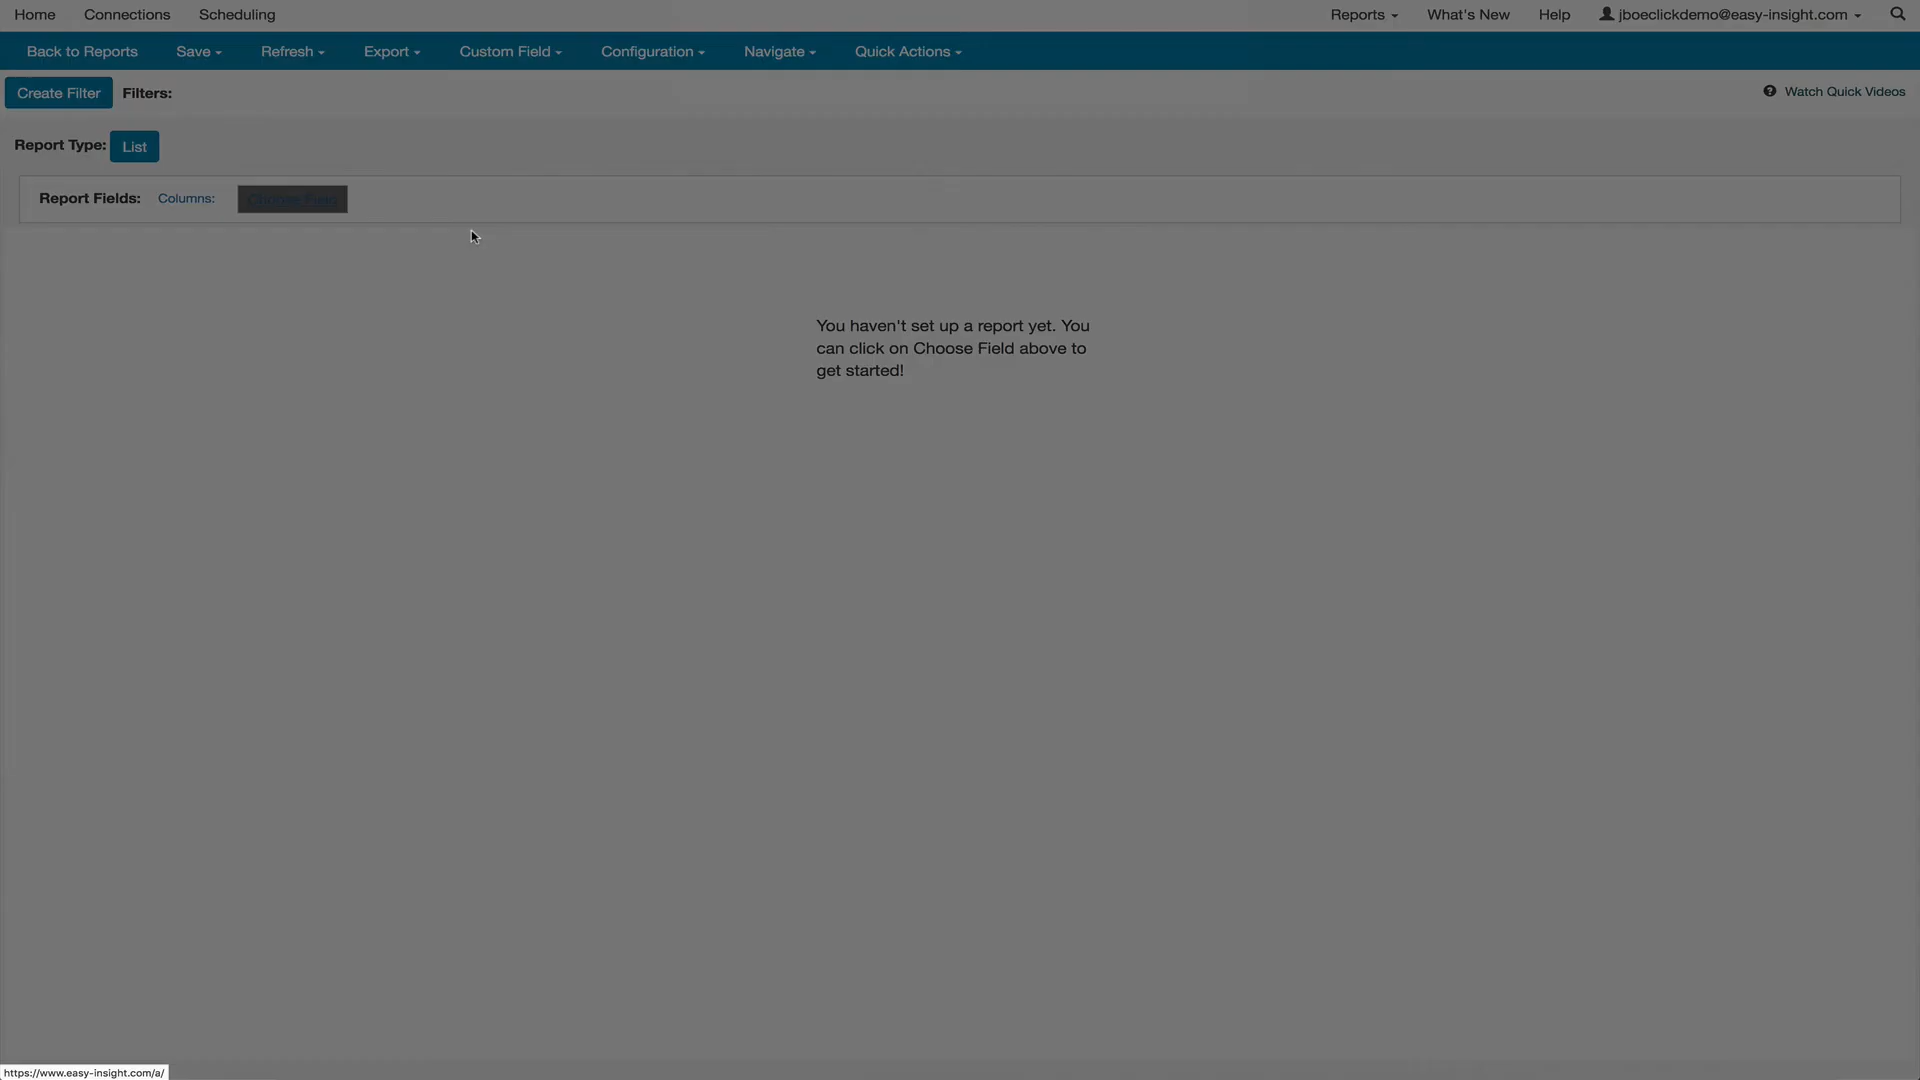 Home Connections Scheduling Reports What's New Help jboeclickdemo@easy-insight.com
Back to Reports Save Refresh Export Custom Field Configuration Navigate Quick Actions
Create Filter Filters: Watch Quick Videos
Report Type: List
Report Fields: Columns: Choose Field
You haven't set up a report yet. You
can click on Choose Field above to
get started!
https://www.easy-insight.com/a/